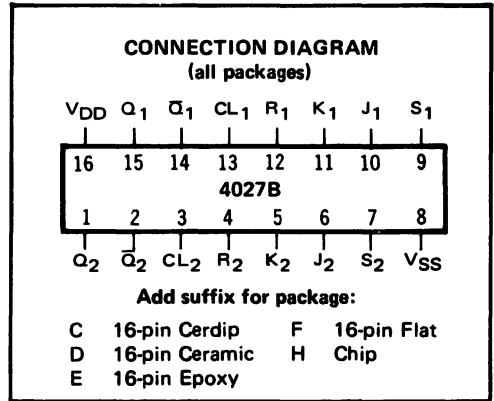 CONNECTION DIAGRAM
(all packages)
VDD Q1 Q̅1 CL1 R1 K1 J1 S1
16 15 14 13 12 11 10 9
4027B
1 2 3 4 5 6 7 8
Q2 Q̅2 CL2 R2 K2 J2 S2 VSS
Add suffix for package:
C 16-pin Cerdip F 16-pin Flat
D 16-pin Ceramic H Chip
E 16-pin Epoxy